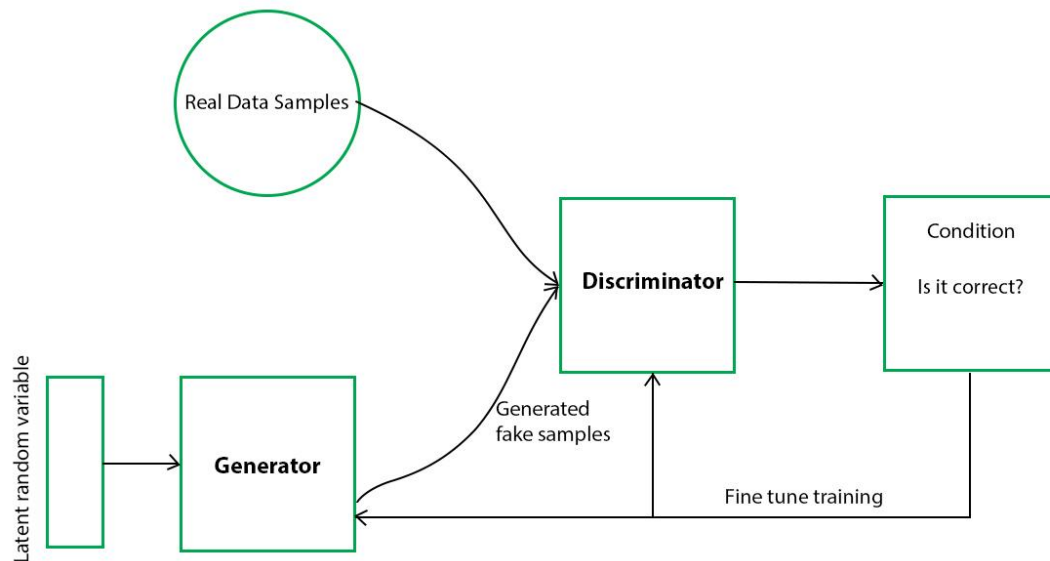 Real Data Samples
Condition
Is it correct?
Discriminator
Latent random variable
Generator
Generated
fake samples
Fine tune training